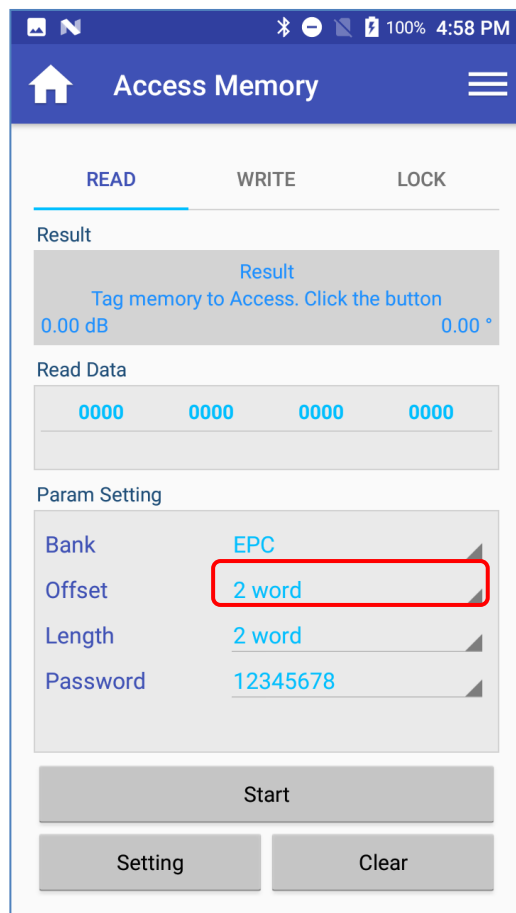 100% 4:58 PM
Access Memory
READ WRITE LOCK
Result
Result
Tag memory to Access. Click the button
0.00 dB 0.00 °
Read Data
0000 0000 0000 0000
Param Setting
Bank EPC
Offset 2 word
Length 2 word
Password 12345678
Start
Setting Clear